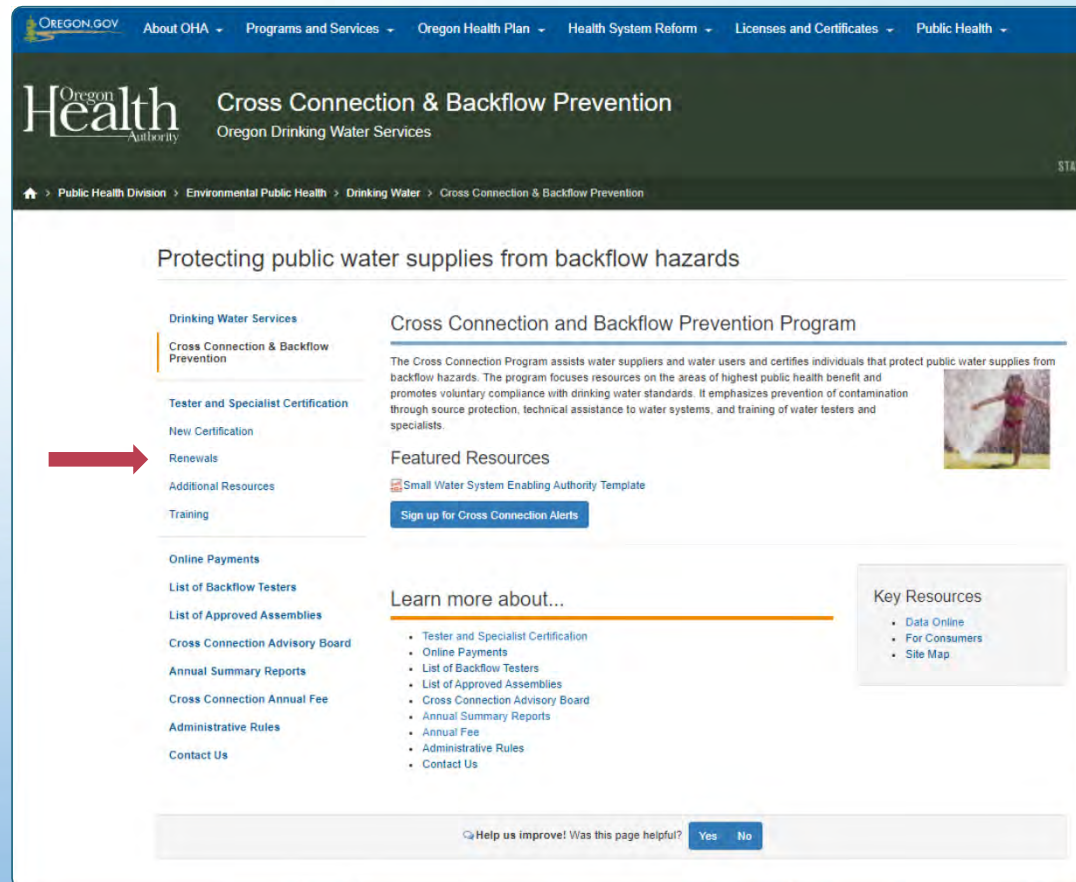 OREGON.GOV About OHA Programs and Services Oregon Health Plan Health System Reform Licenses and Certificates Public Health
Oregon
Health
Authority
Cross Connection & Backflow Prevention
Oregon Drinking Water Services
STA
> Public Health Division > Environmental Public Health > Drinking Water > Cross Connection & Backflow Prevention
Protecting public water supplies from backflow hazards
Drinking Water Services
Cross Connection & Backflow
Prevention
Tester and Specialist Certification
New Certification
Renewals
Additional Resources
Training
Online Payments
List of Backflow Testers
List of Approved Assemblies
Cross Connection Advisory Board
Annual Summary Reports
Cross Connection Annual Fee
Administrative Rules
Contact Us
Cross Connection and Backflow Prevention Program
The Cross Connection Program assists water suppliers and water users and certifies individuals that protect public water supplies from
backflow hazards. The program focuses resources on the areas of highest public health benefit and
promotes voluntary compliance with drinking water standards. It emphasizes prevention of contamination
through source protection, technical assistance to water systems, and training of water testers and
specialists.
Featured Resources
Small Water System Enabling Authority Template
Sign up for Cross Connection Alerts
Learn more about...
• Tester and Specialist Certification
• Online Payments
• List of Backflow Testers
• List of Approved Assemblies
• Cross Connection Advisory Board
• Annual Summary Reports
• Annual Fee
• Administrative Rules
• Contact Us
Key Resources
• Data Online
• For Consumers
• Site Map
Help us improve! Was this page helpful? Yes No